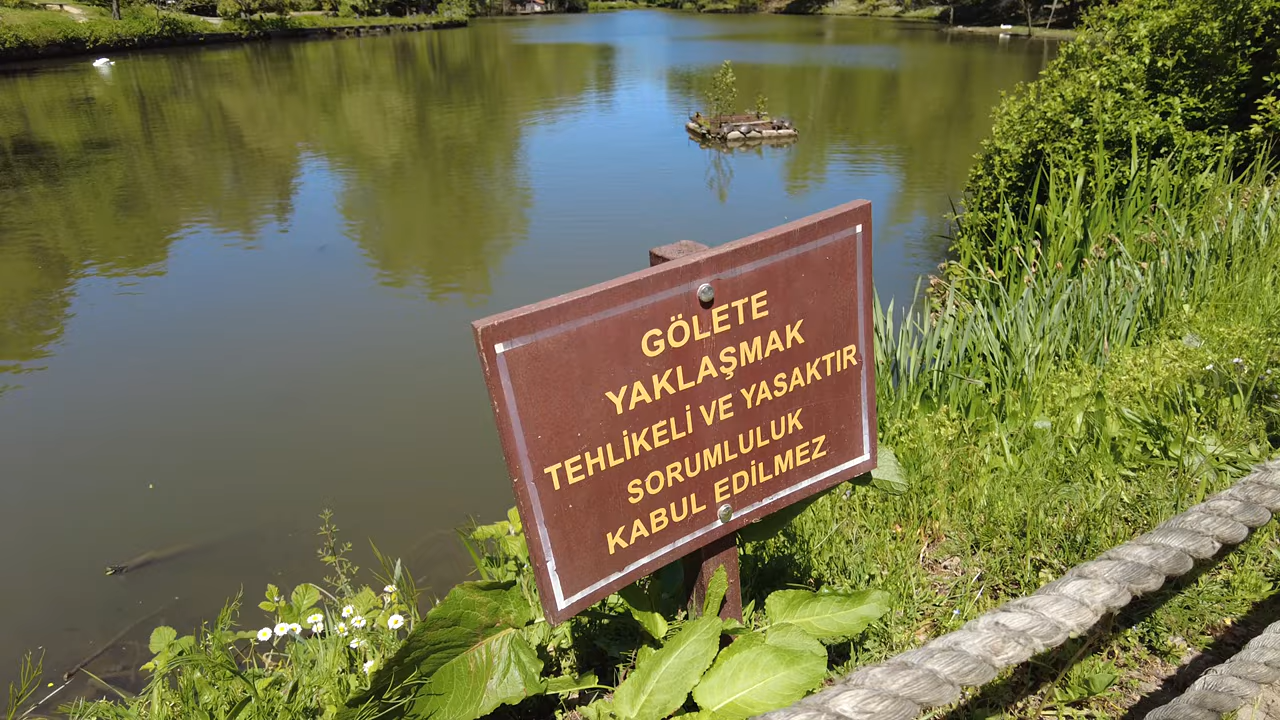 GÖLETE
YAKLAŞMAK
TEHLİKELİ VE YASAKTIR
SORUMLULUK
KABUL EDİLMEZ